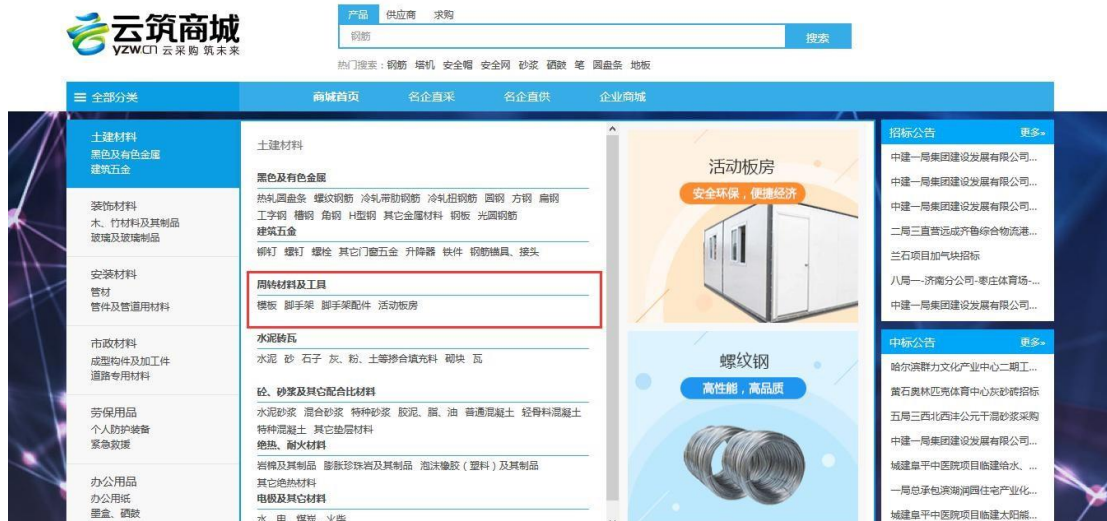 云筑商城
yzw.cn 云采购 筑未来
产品 供应商 求购
钢筋
搜索
热门搜索：钢筋 塔机 安全帽 安全网 砂浆 硒鼓 笔 圆盘条 地板
全部分类 商城首页 名企直采 名企直供 企业商城
土建材料
黑色及有色金属
建筑五金
装饰材料
木、竹材料及其制品
玻璃及玻璃制品
安装材料
管材
管件及管道用材料
市政材料
成型构件及加工件
道路专用材料
劳保用品
个人防护装备
紧急救援
办公用品
办公用纸
墨盒、硒鼓
土建材料
黑色及有色金属
热轧圆盘条 螺纹钢筋 冷轧带肋钢筋 冷轧扭钢筋 圆钢 方钢 扁钢
工字钢 槽钢 角钢 H型钢 其它金属材料 钢板 光圆钢筋
建筑五金
铆钉 螺钉 螺栓 其它门窗五金 升降器 铁件 钢筋锚具、接头
周转材料及工具
模板 脚手架 脚手架配件 活动板房
水泥砖瓦
水泥 砂 石子 灰、粉、土等掺合填充料 砌块 瓦
砼、砂浆及其它配合比材料
水泥砂浆 混合砂浆 特种砂浆 胶泥、脂、油 普通混凝土 轻骨料混凝土
特种混凝土 其它垫层材料
绝热、耐火材料
岩棉及其制品 膨胀珍珠岩及其制品 泡沫橡胶（塑料）及其制品
其它绝热材料
电极及其它材料
水 电 煤炭 火柴
活动板房
安全环保，便捷经济
螺纹钢
高性能，高品质
招标公告 更多»
中建一局集团建设发展有限公司...
中建一局集团建设发展有限公司...
中建一局集团建设发展有限公司...
二局三直营远成齐鲁综合物流港...
兰石项目加气块招标
八局一-济南分公司-枣庄体育场-...
中建一局集团建设发展有限公司...
中标公告 更多»
哈尔滨群力文化产业中心二期工...
黄石奥林匹克体育中心灰砂砖招标
五局三西北西沣公元干混砂浆采购
中建一局集团建设发展有限公司...
城建阜平中医院项目临建给水、...
一局总承包滨湖润园住宅产业化...
城建阜平中医院项目临建太阳能...